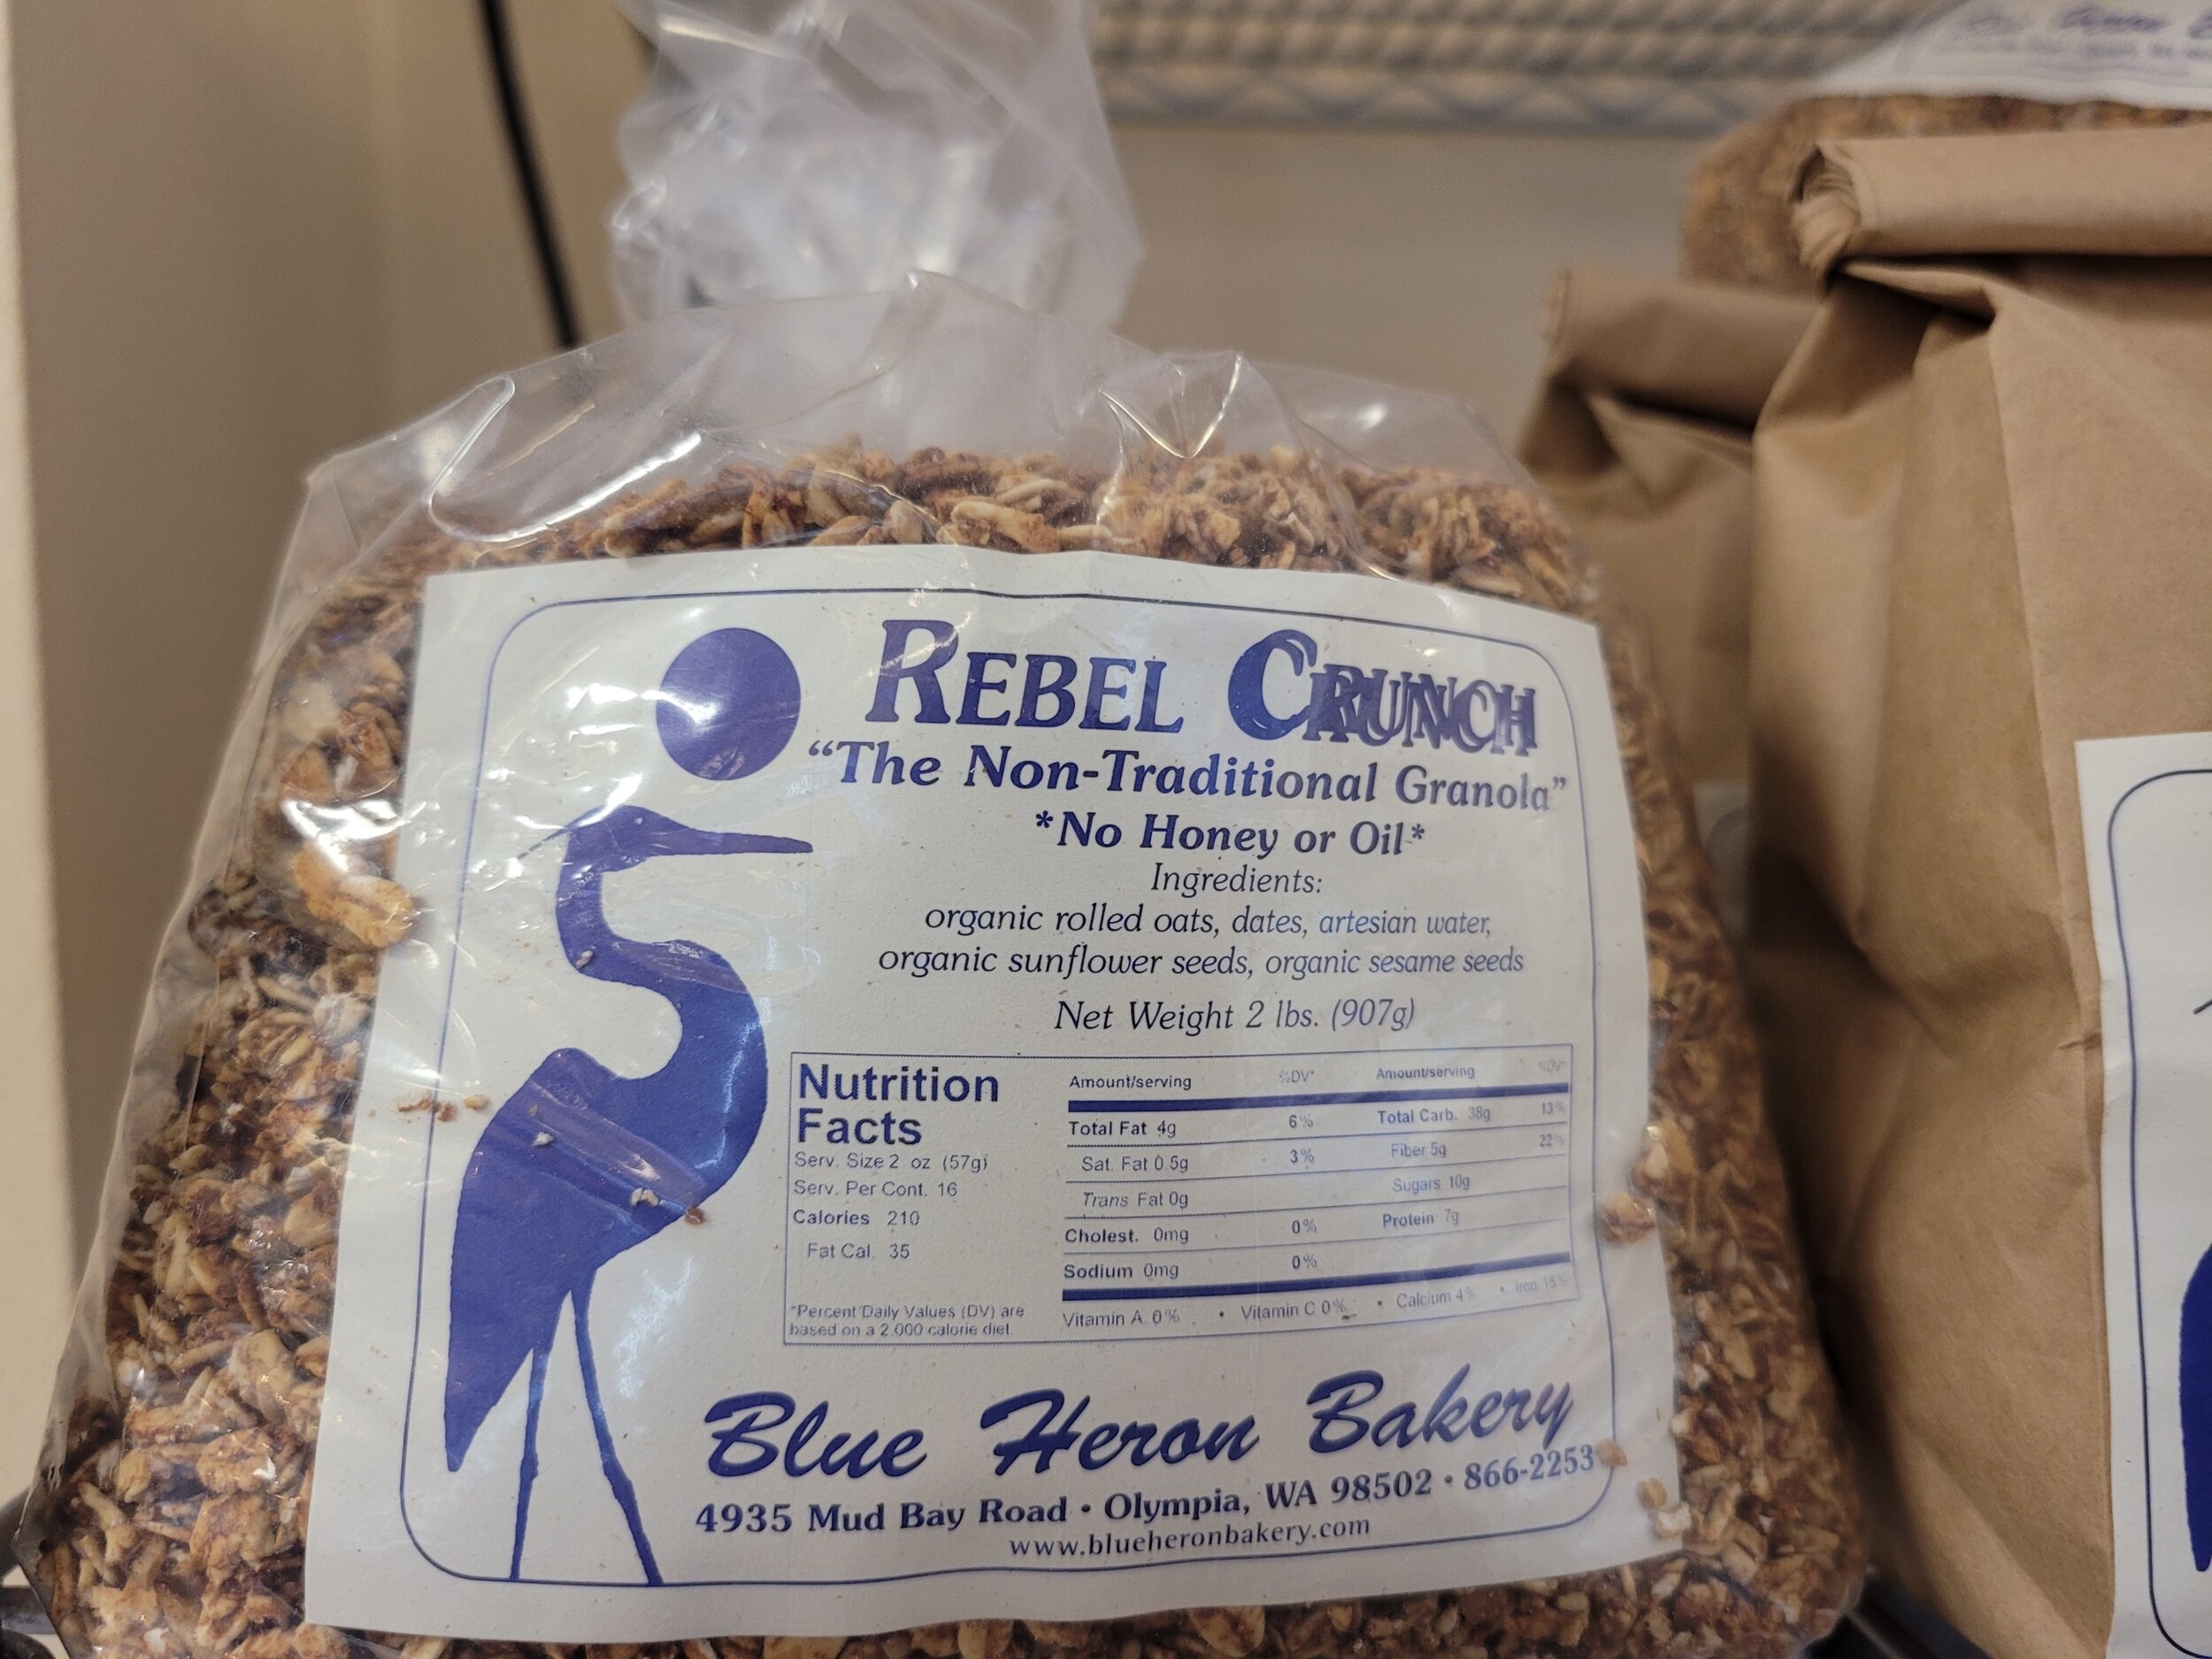 REBEL CRUNCH
“The Non-Traditional Granola”
*No Honey or Oil*
Ingredients:
organic rolled oats, dates, artesian water,
organic sunflower seeds, organic sesame seeds
Net Weight 2 lbs. (907g)
Nutrition
Facts
Serv. Size 2 oz (57g)
Serv. Per Cont. 16
Calories 210
Fat Cal. 35
*Percent Daily Values (DV) are
based on a 2,000 calorie diet.
Amount/serving %DV* Amount/serving %DV*
Total Fat 4g 6% Total Carb. 38g 13%
Sat. Fat 0.5g 3% Fiber 5g 22%
Trans Fat 0g Sugars 10g
Cholest. 0mg 0% Protein 7g
Sodium 0mg 0%
Vitamin A 0% • Vitamin C 0% • Calcium 4% • Iron 15%
Blue Heron Bakery
4935 Mud Bay Road • Olympia, WA 98502 • 866-2253
www.blueheronbakery.com